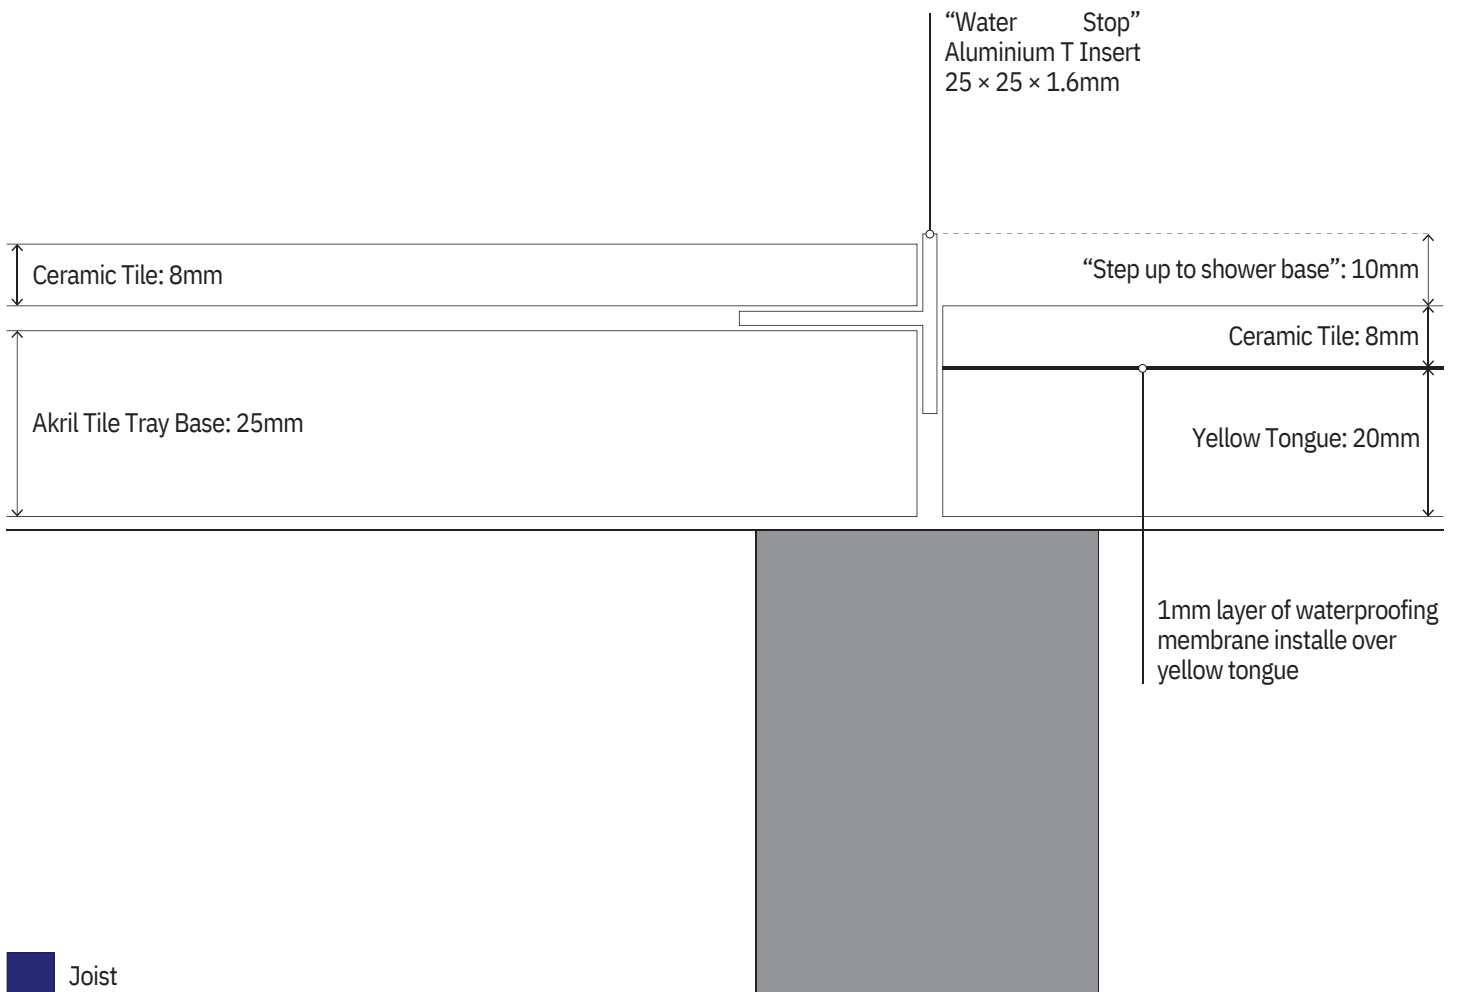 “Water Stop”
Aluminium T Insert
25 × 25 × 1.6mm
Ceramic Tile: 8mm
“Step up to shower base”: 10mm
Ceramic Tile: 8mm
Akril Tile Tray Base: 25mm
Yellow Tongue: 20mm
1mm layer of waterproofing
membrane installe over
yellow tongue
Joist